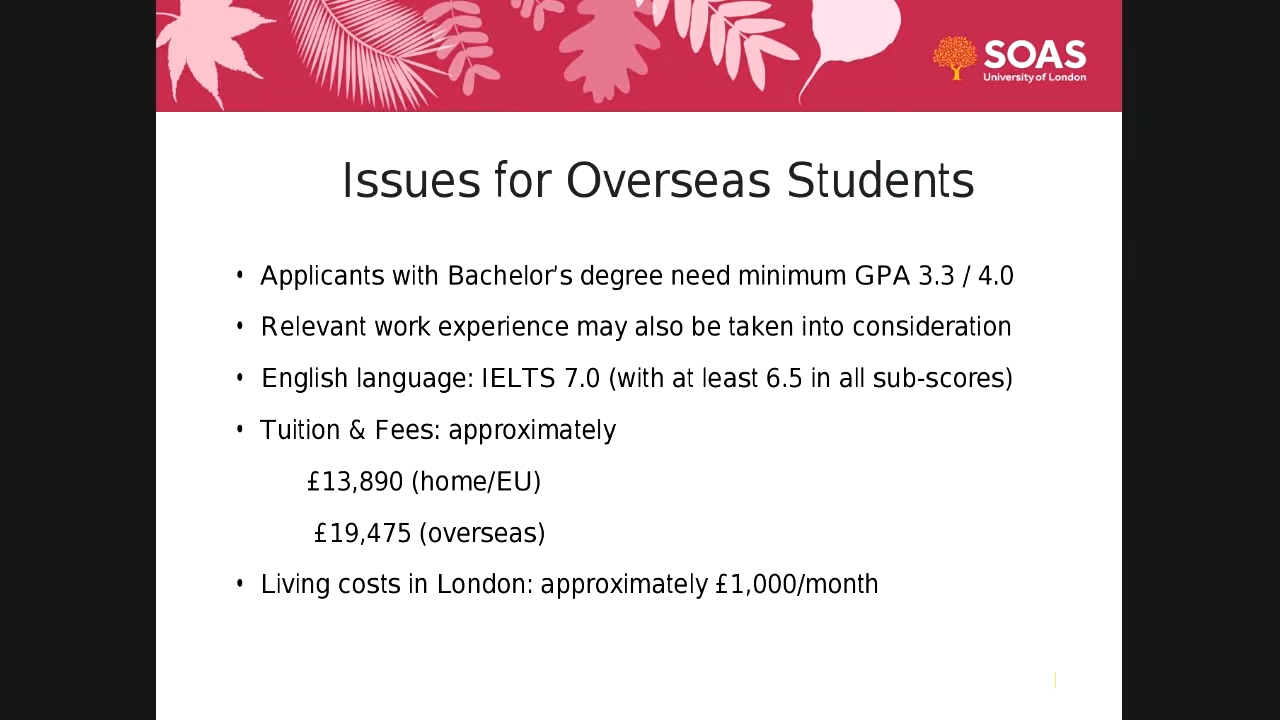 SOAS
University of London
Issues for Overseas Students
• Applicants with Bachelor's degree need minimum GPA 3.3 / 4.0
• Relevant work experience may also be taken into consideration
• English language: IELTS 7.0 (with at least 6.5 in all sub-scores)
• Tuition & Fees: approximately
£13,890 (home/EU)
£19,475 (overseas)
• Living costs in London: approximately £1,000/month